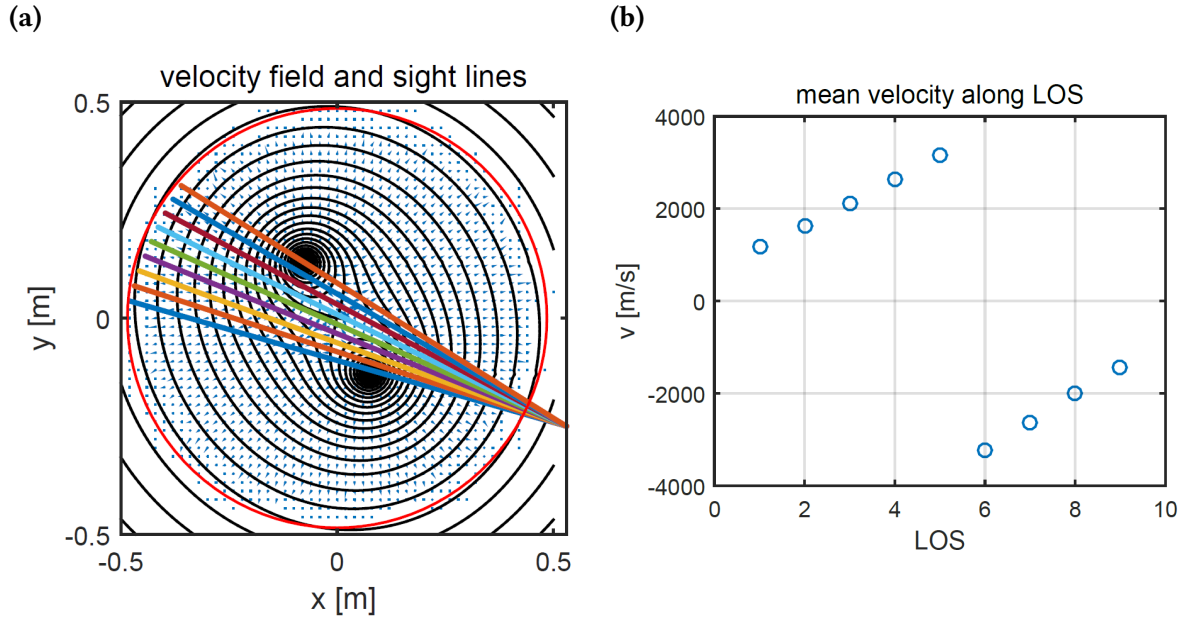 (a)
velocity field and sight lines
0.5
0
-0.5
y [m]
-0.5
0
0.5
x [m]
(b)
mean velocity along LOS
4000
2000
0
-2000
-4000
v [m/s]
0
2
4
6
8
10
LOS